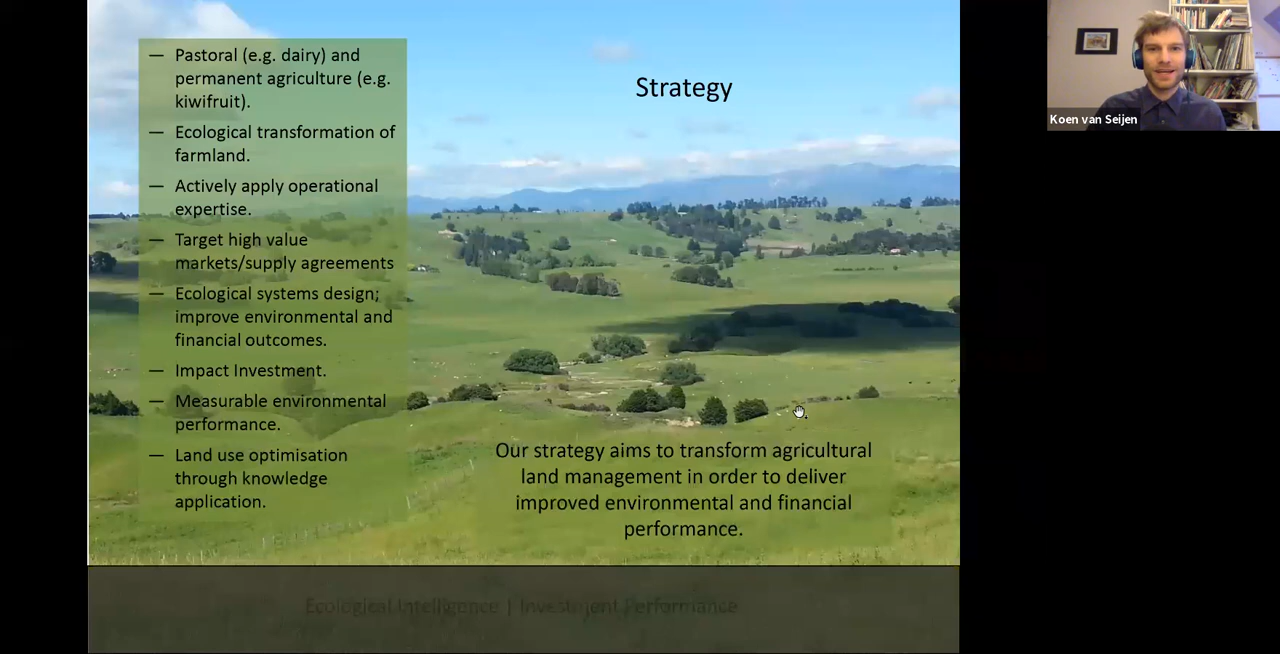 — Pastoral (e.g. dairy) and
permanent agriculture (e.g.
kiwifruit).
— Ecological transformation of
farmland.
— Actively apply operational
expertise.
— Target high value
markets/supply agreements
— Ecological systems design;
improve environmental and
financial outcomes.
— Impact Investment.
— Measurable environmental
performance.
— Land use optimisation
through knowledge
application.
Strategy
Our strategy aims to transform agricultural
land management in order to deliver
improved environmental and financial
performance.
Ecological Intelligence | Investment Performance
Koen van Seijen